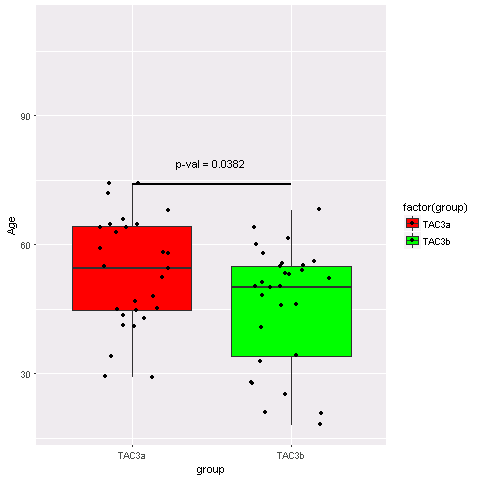 90
60
30
Age
p-val = 0.0382
TAC3a
TAC3b
group
factor(group)
TAC3a
TAC3b